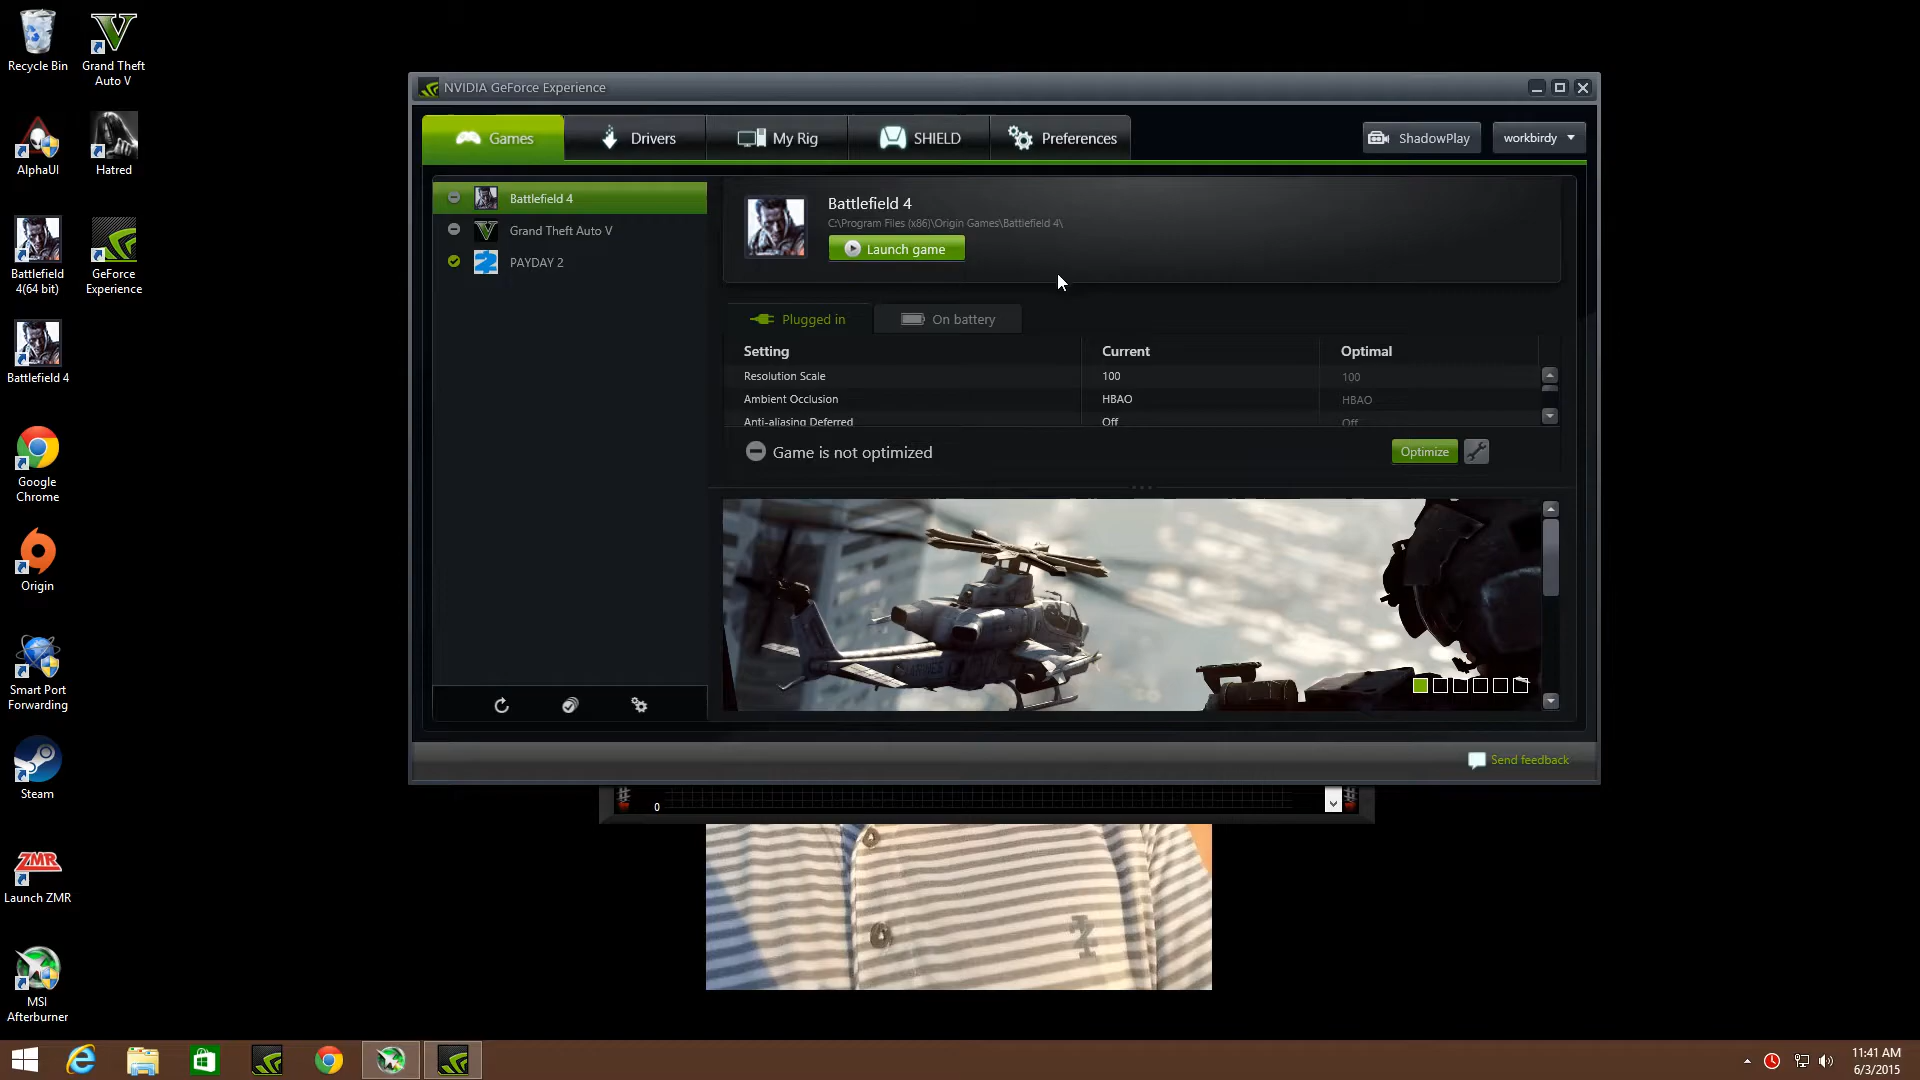 Recycle Bin
Grand Theft
Auto V
AlphaUI
Hatred
Battlefield
4(64 bit)
GeForce
Experience
Battlefield 4
Google
Chrome
Origin
Smart Port
Forwarding
Steam
ZMR
Launch ZMR
MSI
Afterburner
NVIDIA GeForce Experience
Games
Drivers
My Rig
SHIELD
Preferences
ShadowPlay
workbirdy
Battlefield 4
Grand Theft Auto V
PAYDAY 2
Battlefield 4
C:\Program Files (x86)\Origin Games\Battlefield 4\
Launch game
Plugged in
On battery
Setting Current Optimal
Resolution Scale 100 100
Ambient Occlusion HBAO HBAO
Anti-aliasing Deferred Off Off
Game is not optimized
Optimize
Send feedback
0
11:41 AM
6/3/2015